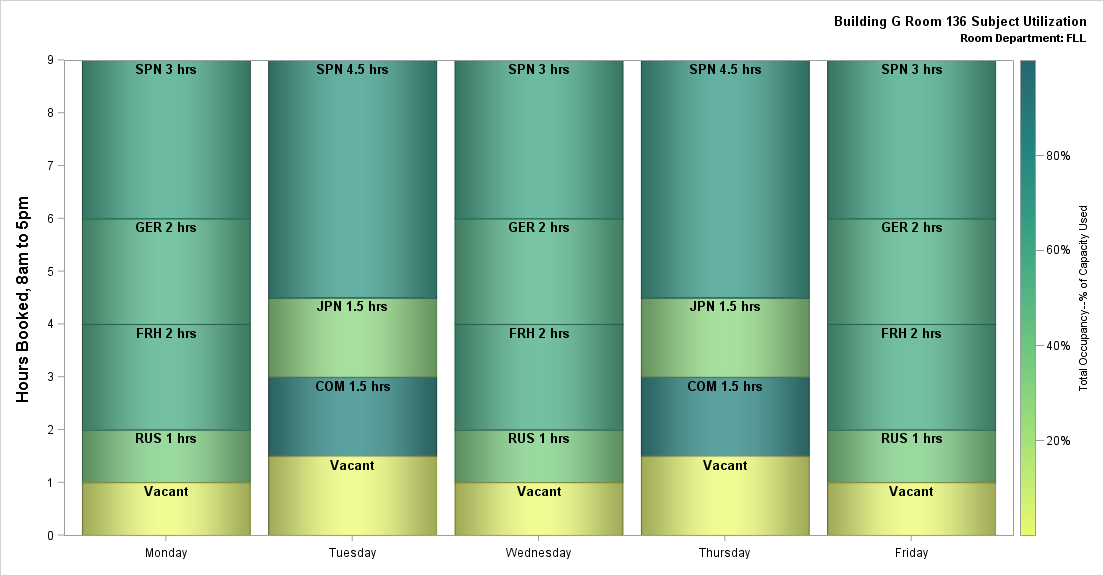 Building G Room 136 Subject Utilization
Room Department: FLL
Hours Booked, 8am to 5pm
9
8
7
6
5
4
3
2
1
0
SPN 3 hrs
GER 2 hrs
FRH 2 hrs
RUS 1 hrs
Vacant
Monday
SPN 4.5 hrs
JPN 1.5 hrs
COM 1.5 hrs
Vacant
Tuesday
SPN 3 hrs
GER 2 hrs
FRH 2 hrs
RUS 1 hrs
Vacant
Wednesday
SPN 4.5 hrs
JPN 1.5 hrs
COM 1.5 hrs
Vacant
Thursday
SPN 3 hrs
GER 2 hrs
FRH 2 hrs
RUS 1 hrs
Vacant
Friday
80%
60%
40%
20%
Total Occupancy--% of Capacity Used